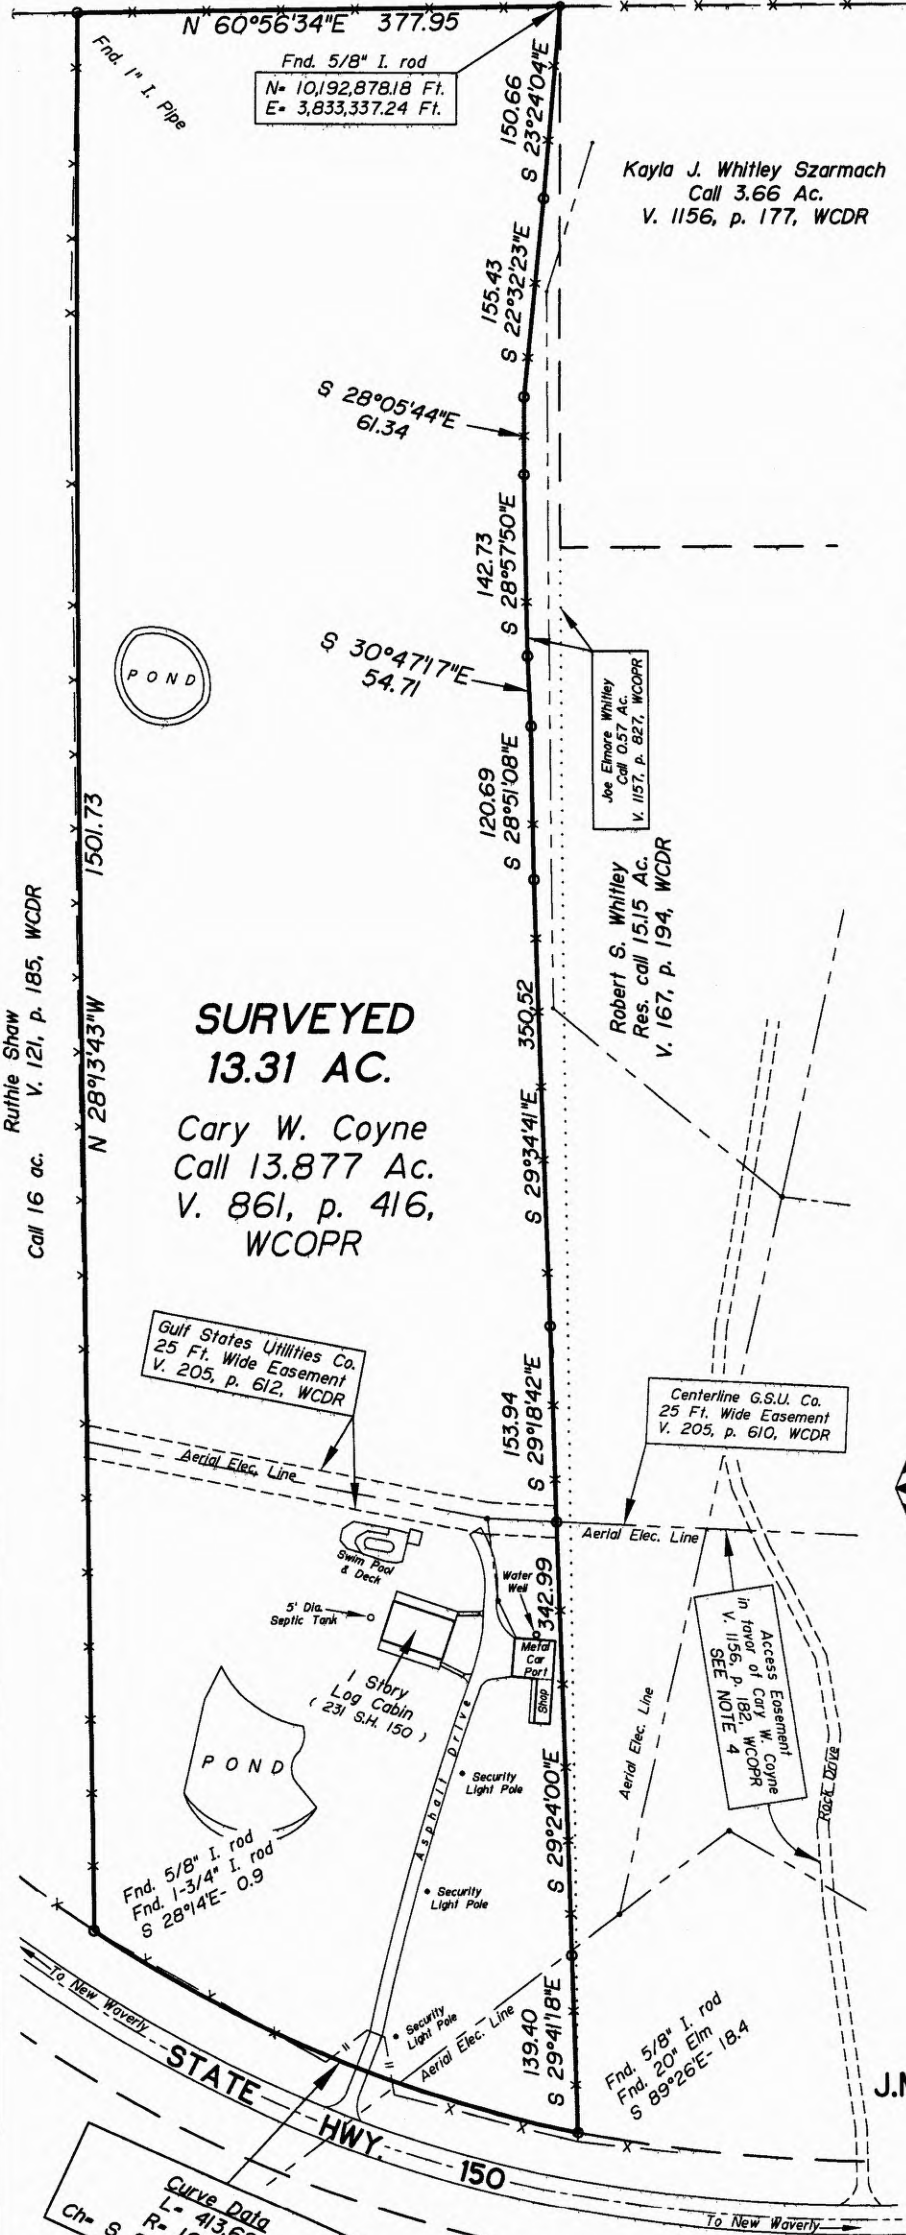 N 60°56'34"E 377.95
Fnd. 1" I. Pipe
Fnd. 5/8" I. rod
N= 10,192,878.18 Ft.
E= 3,833,337.24 Ft.
150.66
S 23°24'04"E
Kayla J. Whitley Szarmach
Call 3.66 Ac.
V. 1156, p. 177, WCDR
155.43
S 22°32'23"E
S 28°05'44"E
61.34
142.73
S 28°57'50"E
S 30°47'17"E
54.71
POND
Joe Elmore Whitley
Call 0.57 Ac.
V. 1157, p. 827, WCOPR
120.69
S 28°51'08"E
1501.73
N 28°13'43"W
Ruthie Shaw
Call 16 ac. V. 121, p. 185, WCDR
Robert S. Whitley
Res. call 15.15 Ac.
V. 167, p. 194, WCDR
SURVEYED
13.31 AC.
Cary W. Coyne
Call 13.877 Ac.
V. 861, p. 416,
WCOPR
350.52
S 29°34'41"E
Gulf States Utilities Co.
25 Ft. Wide Easement
V. 205, p. 612, WCDR
153.94
S 29°18'42"E
Centerline G.S.U. Co.
25 Ft. Wide Easement
V. 205, p. 610, WCDR
Aerial Elec. Line
Aerial Elec. Line
Swim Pool
& Deck
Water
Well
5' Dia.
Septic Tank
342.99
S 29°24'00"E
Metal
Car
Port
Shop
1 Story
Log Cabin
( 231 S.H. 150 )
Access Easement
in favor of Cary W. Coyne
V. 1156, p. 182, WCOPR
SEE NOTE 4
Aerial Elec. Line
Rock Drive
POND
Asphalt Drive
Security
Light Pole
Security
Light Pole
Fnd. 5/8" I. rod
Fnd. 1-3/4" I. rod
S 28°14'E- 0.9
To New Waverly
Security
Light Pole
Aerial Elec. Line
139.40
S 29°41'18"E
Fnd. 5/8" I. rod
Fnd. 20" Elm
S 89°26'E- 18.4
STATE HWY. 150
Curve Data
L= 413.6
R=
Ch= S
To New Waverly